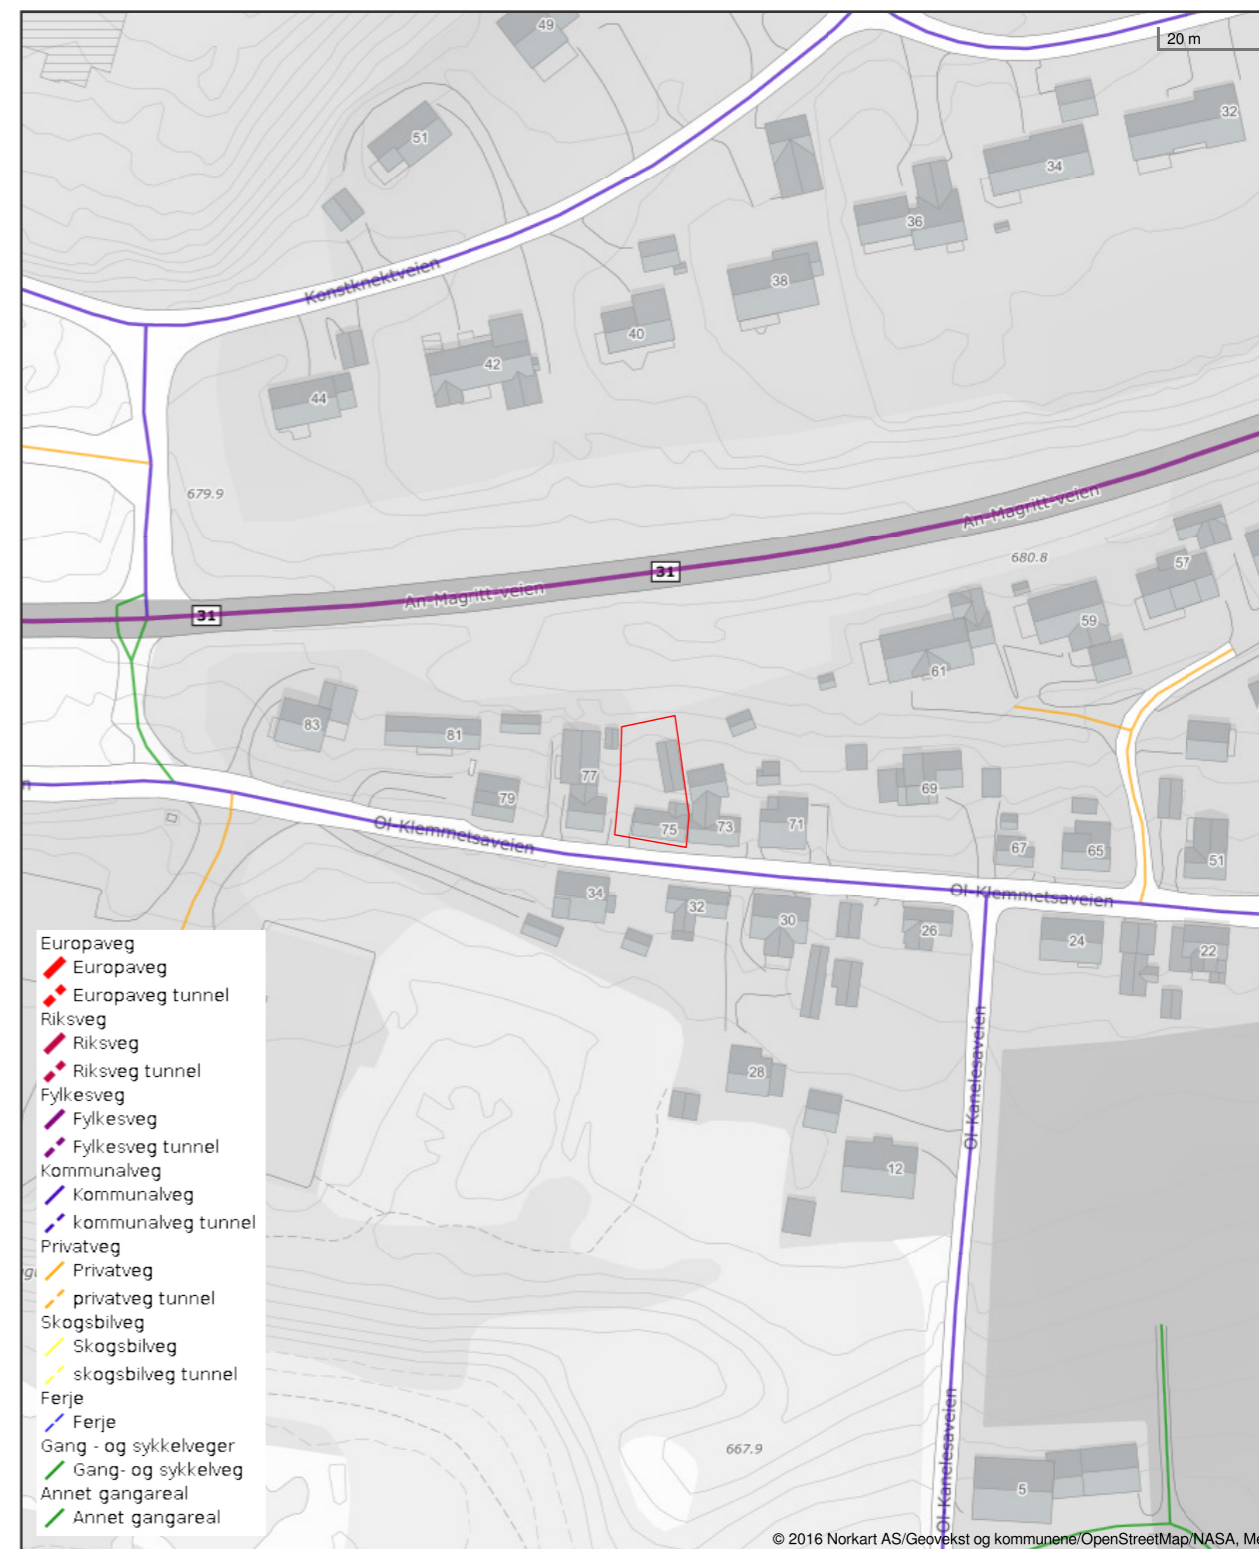 49
20 m
51
32
34
36
38
Konstknektveien
40
42
44
679.9
An-Magritt-veien
680.8
57
31
An-Magritt-veien
31
59
61
83
81
77
79
69
75
73
71
67
65
51
Ol-Klemmetsaveien
Ol-Klemmetsaveien
34
32
30
26
24
22
28
12
Ol-Kanelesaveien
Europaveg
Europaveg
Europaveg tunnel
Riksveg
Riksveg
Riksveg tunnel
Fylkesveg
Fylkesveg
Fylkesveg tunnel
Kommunalveg
Kommunalveg
kommunalveg tunnel
Privatveg
Privatveg
privatveg tunnel
Skogsbilveg
Skogsbilveg
skogsbilveg tunnel
Ferje
Ferje
Gang - og sykkelveger
Gang- og sykkelveg
Annet gangareal
Annet gangareal
667.9
Ol-Kanelesaveien
5
© 2016 Norkart AS/Geovekst og kommunene/OpenStreetMap/NASA, Me